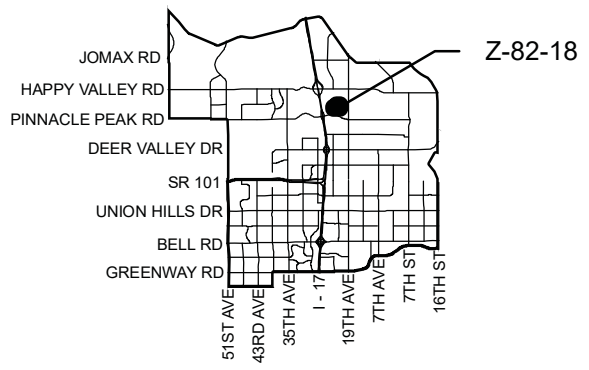 Z-82-18
JOMAX RD
HAPPY VALLEY RD
PINNACLE PEAK RD
DEER VALLEY DR
SR 101
UNION HILLS DR
BELL RD
GREENWAY RD
51ST AVE
43RD AVE
35TH AVE
I - 17
19TH AVE
7TH AVE
7TH ST
16TH ST